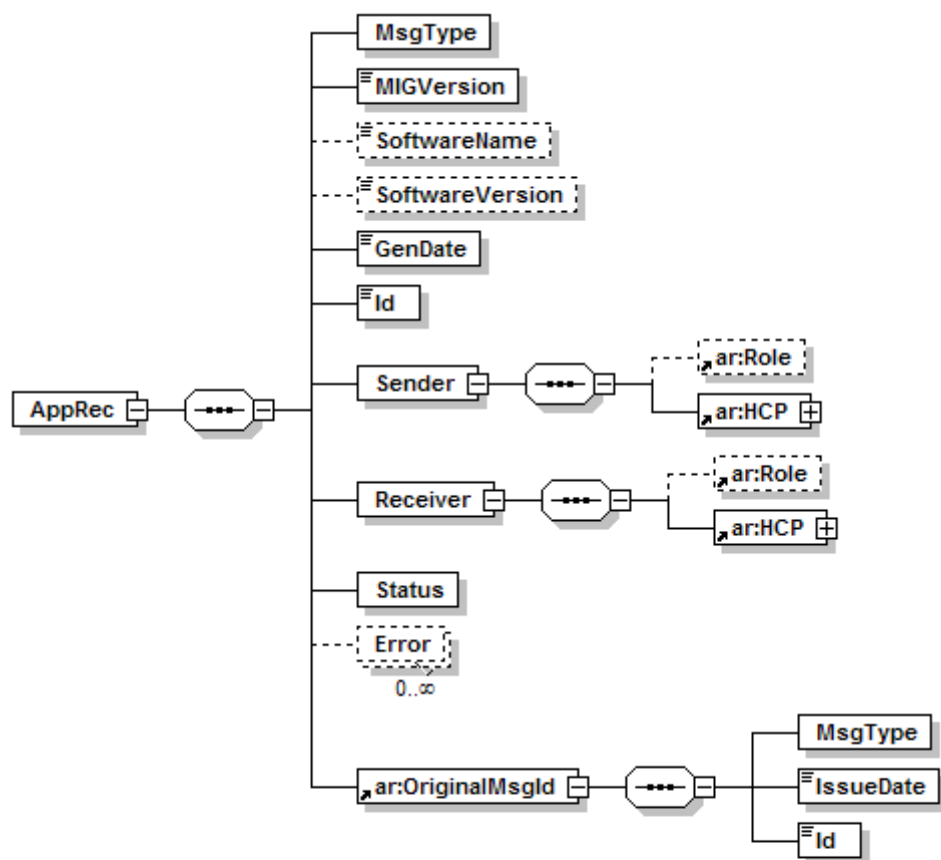 MsgType
MIGVersion
SoftwareName
SoftwareVersion
GenDate
Id
Sender
ar:Role
ar:HCP
AppRec
Receiver
ar:Role
ar:HCP
Status
Error
0..∞
ar:OriginalMsgId
MsgType
IssueDate
Id